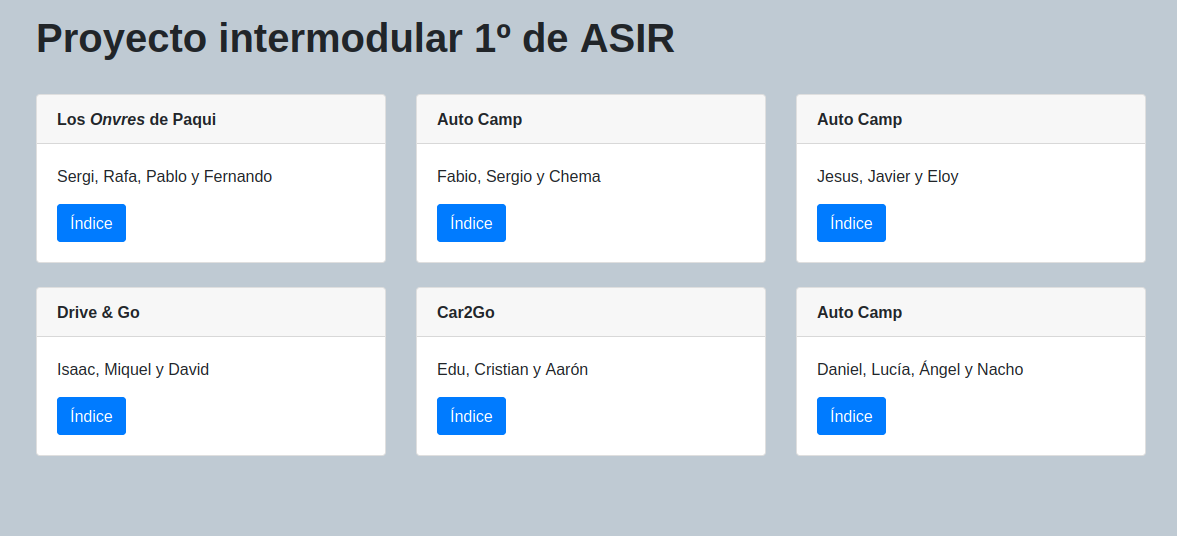 Proyecto intermodular 1º de ASIR
Los Onvres de Paqui
Sergi, Rafa, Pablo y Fernando
Índice
Auto Camp
Fabio, Sergio y Chema
Índice
Auto Camp
Jesus, Javier y Eloy
Índice
Drive & Go
Isaac, Miquel y David
Índice
Car2Go
Edu, Cristian y Aarón
Índice
Auto Camp
Daniel, Lucía, Ángel y Nacho
Índice